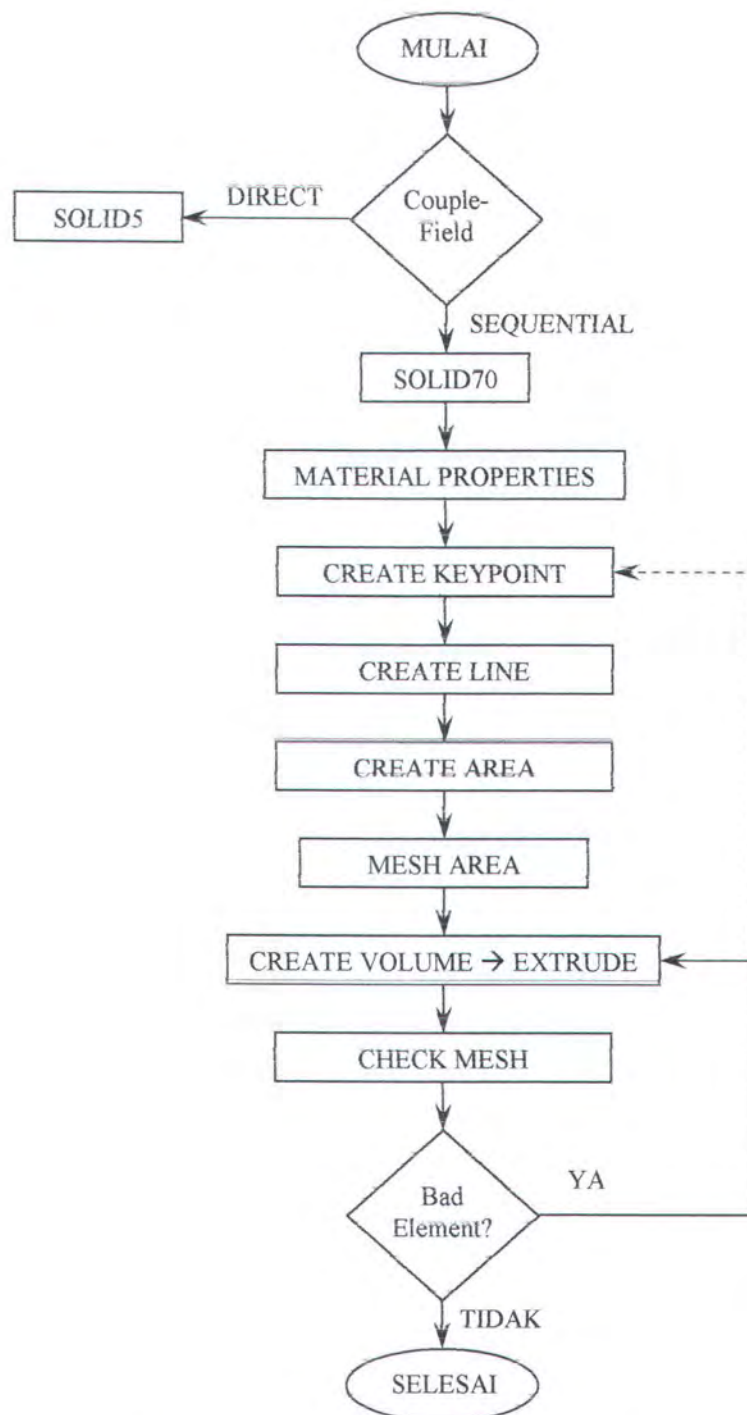 MULAI
Couple-
Field
DIRECT
SOLID5
SEQUENTIAL
SOLID70
MATERIAL PROPERTIES
CREATE KEYPOINT
CREATE LINE
CREATE AREA
MESH AREA
CREATE VOLUME → EXTRUDE
CHECK MESH
Bad
Element?
YA
TIDAK
SELESAI